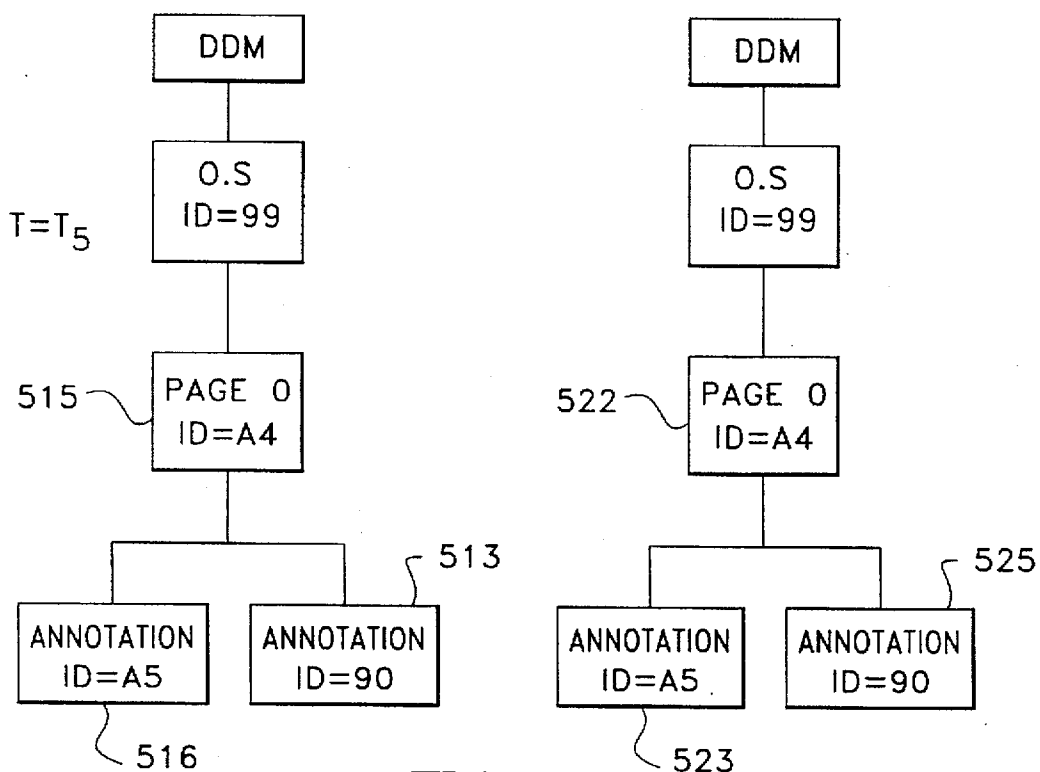 DDM
O.S
ID=99
T=T5
515
PAGE 0
ID=A4
513
ANNOTATION
ID=A5
ANNOTATION
ID=90
516
DDM
O.S
ID=99
522
PAGE 0
ID=A4
525
ANNOTATION
ID=A5
ANNOTATION
ID=90
523